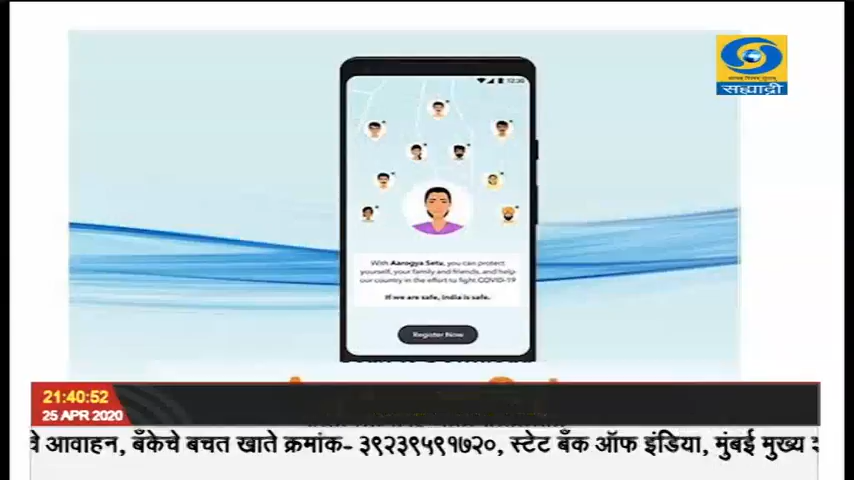 सह्याद्री
12:30
With Aarogya Setu, you can protect
yourself, your family and friends, and help
our country in the effort to fight COVID-19
If we are safe, India is safe.
Register Now
21:40:52
25 APR 2020
आवाहन, बँकेचे बचत खाते क्रमांक- ३९२३९५९१७२०, स्टेट बँक ऑफ इंडिया, मुंबई मुख्य